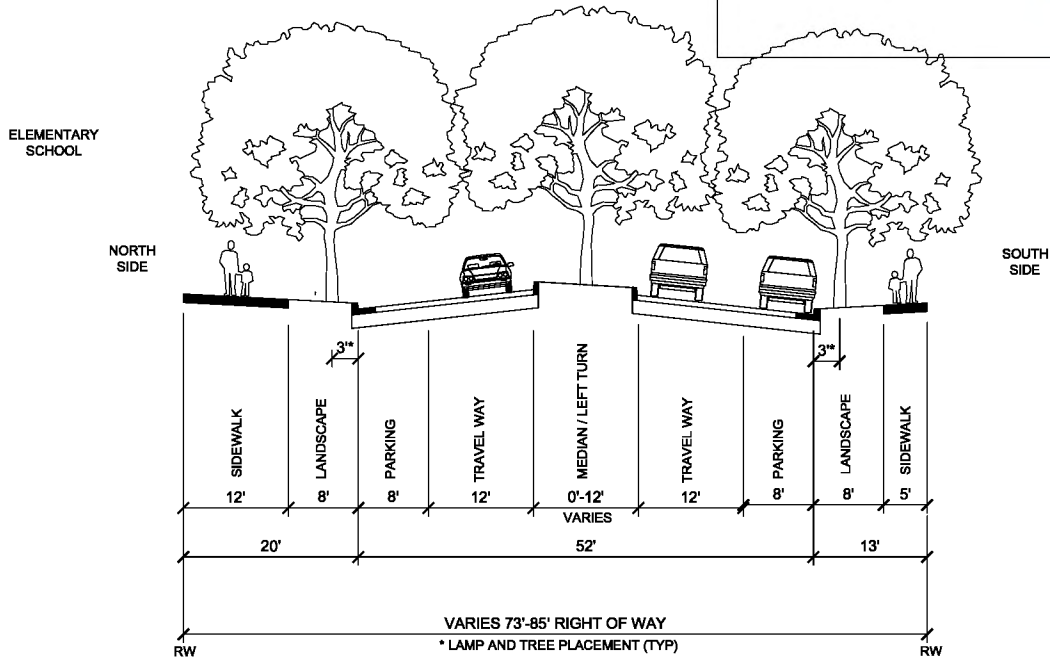 ELEMENTARY
SCHOOL
NORTH
SIDE
SOUTH
SIDE
3'*
3'*
SIDEWALK
LANDSCAPE
PARKING
TRAVEL WAY
MEDIAN / LEFT TURN
TRAVEL WAY
PARKING
LANDSCAPE
SIDEWALK
12'
8'
8'
12'
0'-12'
12'
8'
8'
5'
VARIES
20'
52'
13'
VARIES 73'-85' RIGHT OF WAY
* LAMP AND TREE PLACEMENT (TYP)
RW
RW